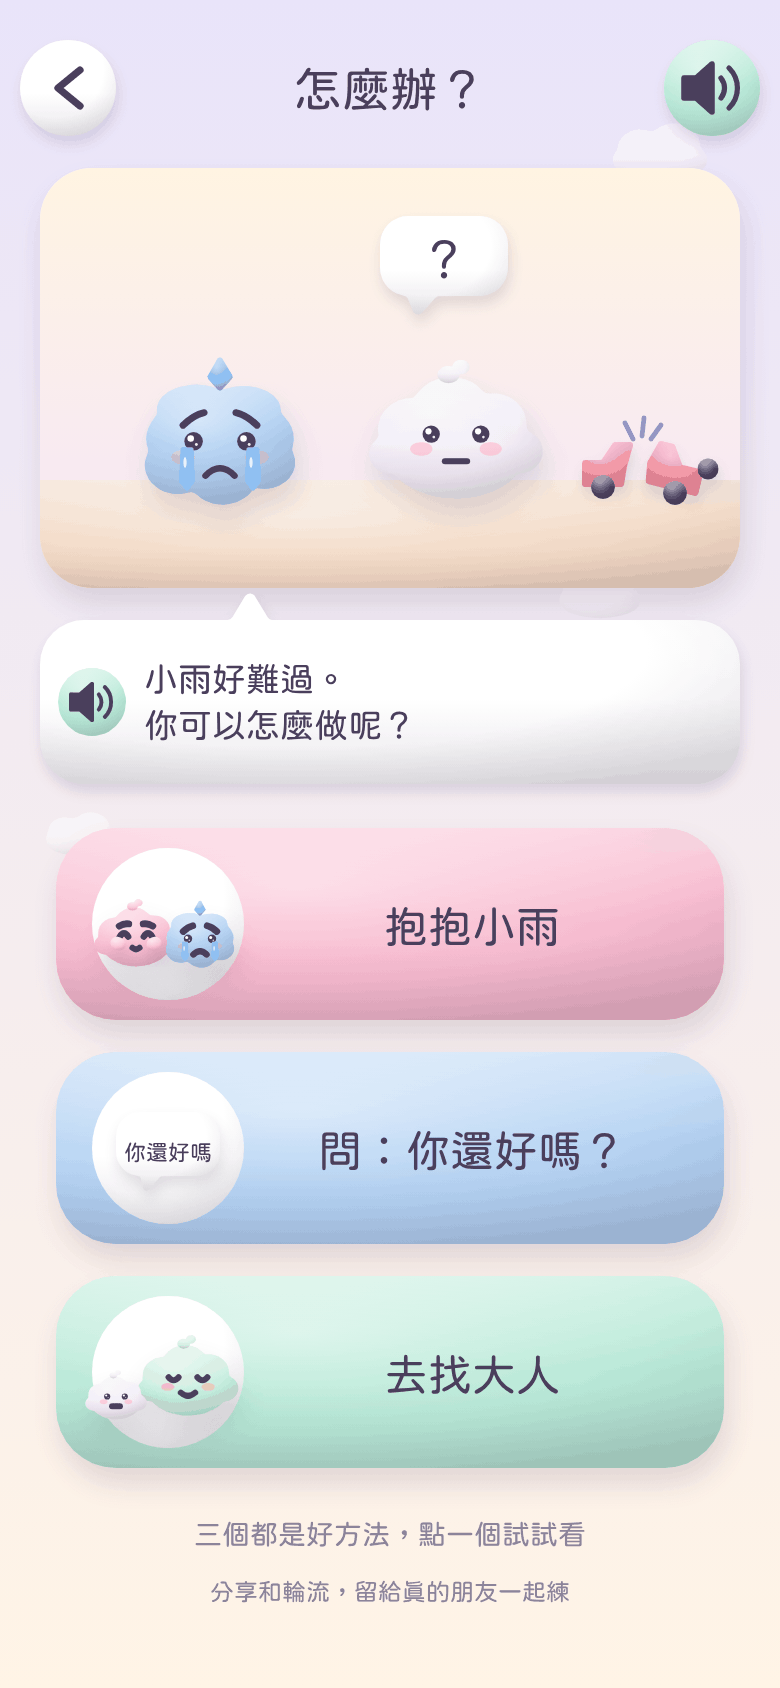 怎麼辦？
？
小雨好難過。
你可以怎麼做呢？
抱抱小雨
你還好嗎
問：你還好嗎？
去找大人
三個都是好方法，點一個試試看
分享和輪流，留給真的朋友一起練